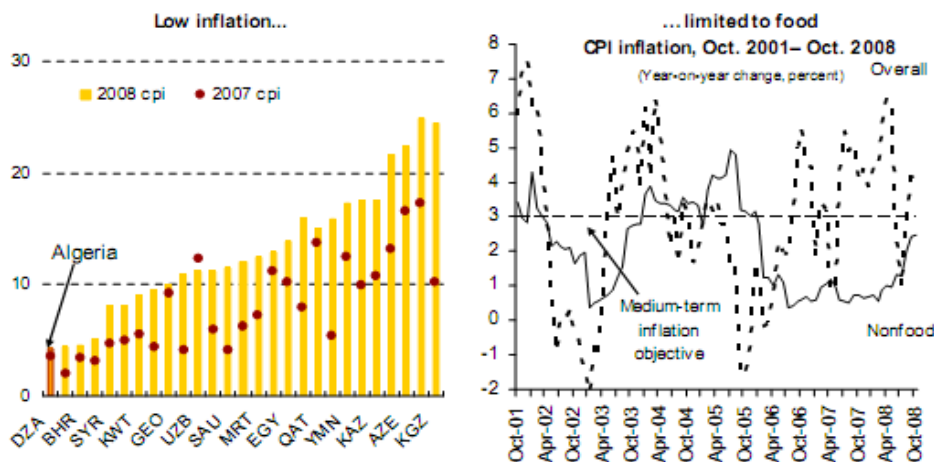 Low inflation...
30
20
10
0
2008 cpi
2007 cpi
Algeria
DZA
BHR
SYR
KWT
GEO
UZB
SAU
MRT
EGY
QAT
YMN
KAZ
AZE
KGZ
...limited to food
CPI inflation, Oct. 2001– Oct. 2008
(Year-on-year change, percent)
Overall
8
7
6
5
4
3
2
1
0
-1
-2
Medium-term
inflation
objective
Nonfood
Oct-01
Apr-02
Oct-02
Apr-03
Oct-03
Apr-04
Oct-04
Apr-05
Oct-05
Apr-06
Oct-06
Apr-07
Oct-07
Apr-08
Oct-08